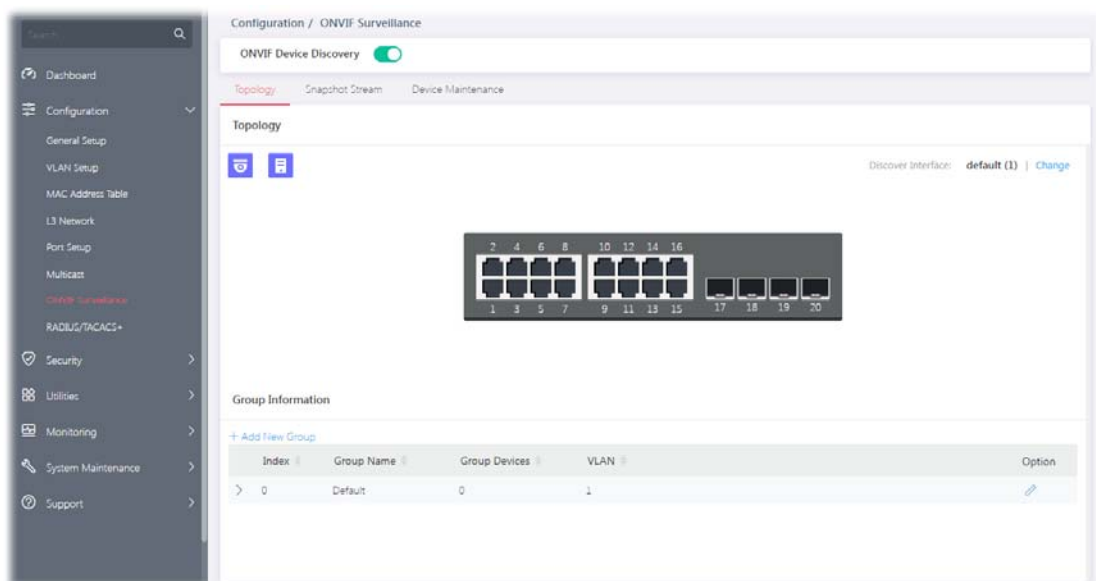 Search
Dashboard
Configuration
General Setup
VLAN Setup
MAC Address Table
L3 Network
Port Setup
Multicast
ONVIF Surveillance
RADIUS/TACACS+
Security
Utilities
Monitoring
System Maintenance
Support
Configuration / ONVIF Surveillance
ONVIF Device Discovery
Topology Snapshot Stream Device Maintenance
Topology
Discover Interface: default (1) | Change
2 4 6 8 10 12 14 16
1 3 5 7 9 11 13 15 17 18 19 20
Group Information
+ Add New Group
Index Group Name Group Devices VLAN Option
0 Default 0 1